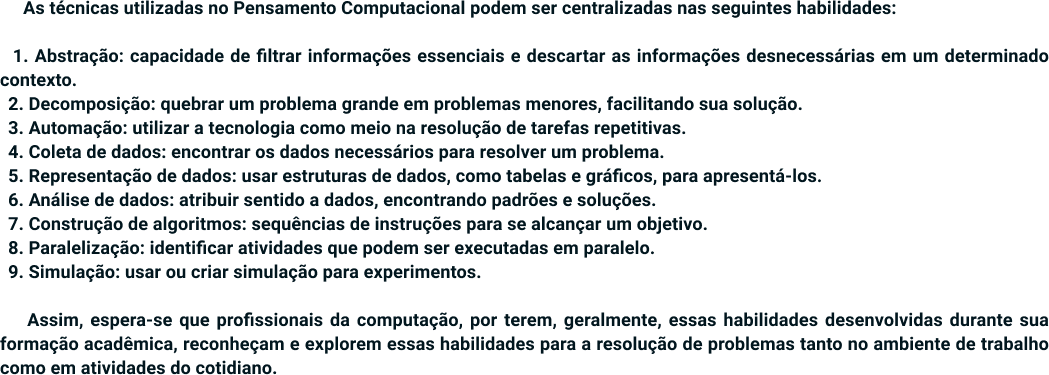 As técnicas utilizadas no Pensamento Computacional podem ser centralizadas nas seguintes habilidades:
1. Abstração: capacidade de filtrar informações essenciais e descartar as informações desnecessárias em um determinado
contexto.
2. Decomposição: quebrar um problema grande em problemas menores, facilitando sua solução.
3. Automação: utilizar a tecnologia como meio na resolução de tarefas repetitivas.
4. Coleta de dados: encontrar os dados necessários para resolver um problema.
5. Representação de dados: usar estruturas de dados, como tabelas e gráficos, para apresentá-los.
6. Análise de dados: atribuir sentido a dados, encontrando padrões e soluções.
7. Construção de algoritmos: sequências de instruções para se alcançar um objetivo.
8. Paralelização: identificar atividades que podem ser executadas em paralelo.
9. Simulação: usar ou criar simulação para experimentos.
Assim, espera-se que profissionais da computação, por terem, geralmente, essas habilidades desenvolvidas durante sua
formação acadêmica, reconheçam e explorem essas habilidades para a resolução de problemas tanto no ambiente de trabalho
como em atividades do cotidiano.